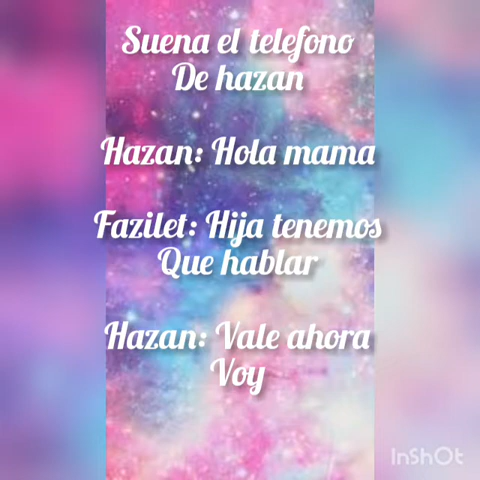 Suena el telefono
De hazan
Hazan: Hola mama
Fazilet: Hija tenemos
Que hablar
Hazan: Vale ahora
Voy
InShOt